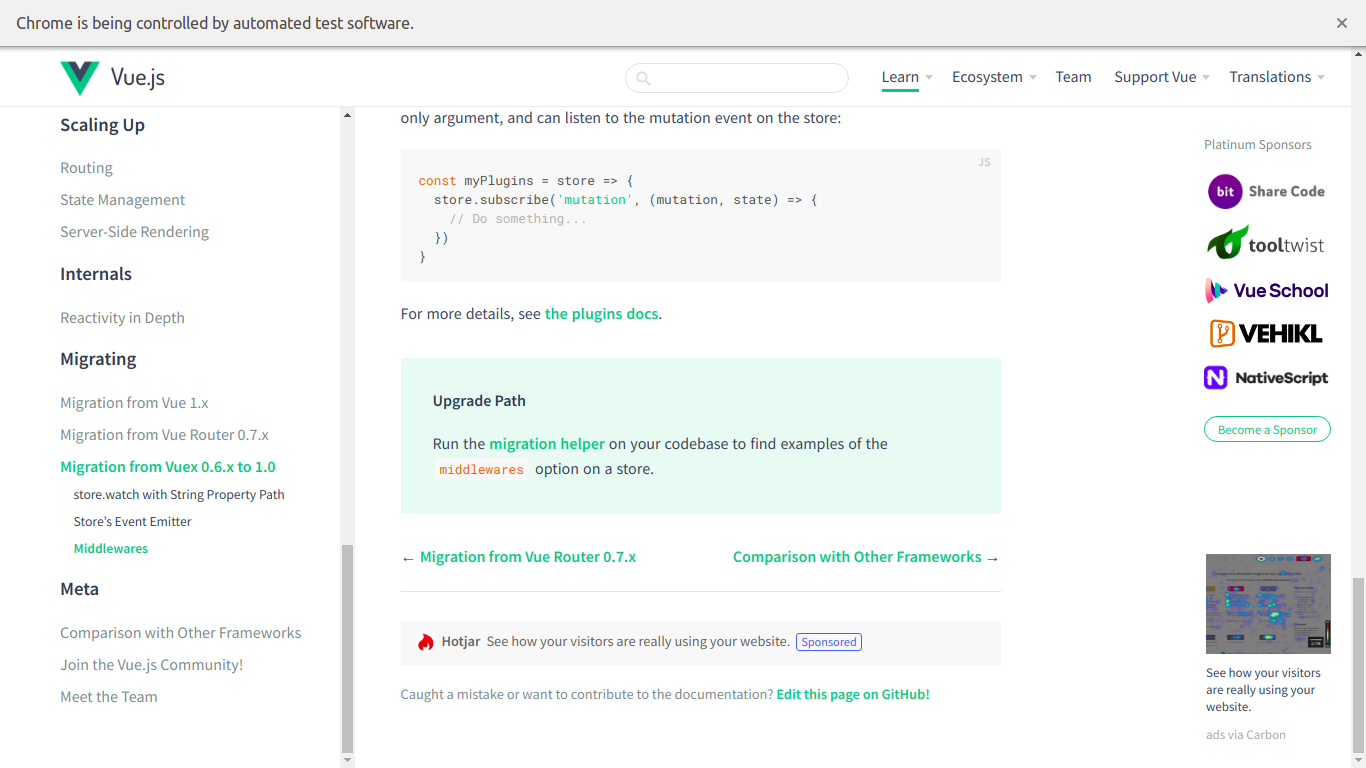 Chrome is being controlled by automated test software.
Vue.js
Learn
Ecosystem
Team
Support Vue
Translations
Scaling Up
Routing
State Management
Server-Side Rendering
Internals
Reactivity in Depth
Migrating
Migration from Vue 1.x
Migration from Vue Router 0.7.x
Migration from Vuex 0.6.x to 1.0
store.watch with String Property Path
Store’s Event Emitter
Middlewares
Meta
Comparison with Other Frameworks
Join the Vue.js Community!
Meet the Team
only argument, and can listen to the mutation event on the store:
JS
const myPlugins = store => {
store.subscribe('mutation', (mutation, state) => {
// Do something...
})
}
For more details, see the plugins docs.
Upgrade Path
Run the migration helper on your codebase to find examples of the
middlewares option on a store.
← Migration from Vue Router 0.7.x
Comparison with Other Frameworks →
Hotjar See how your visitors are really using your website. Sponsored
Caught a mistake or want to contribute to the documentation? Edit this page on GitHub!
Platinum Sponsors
bit Share Code
tooltwist
Vue School
VEHIKL
NativeScript
Become a Sponsor
See how your visitors
are really using your
website.
ads via Carbon